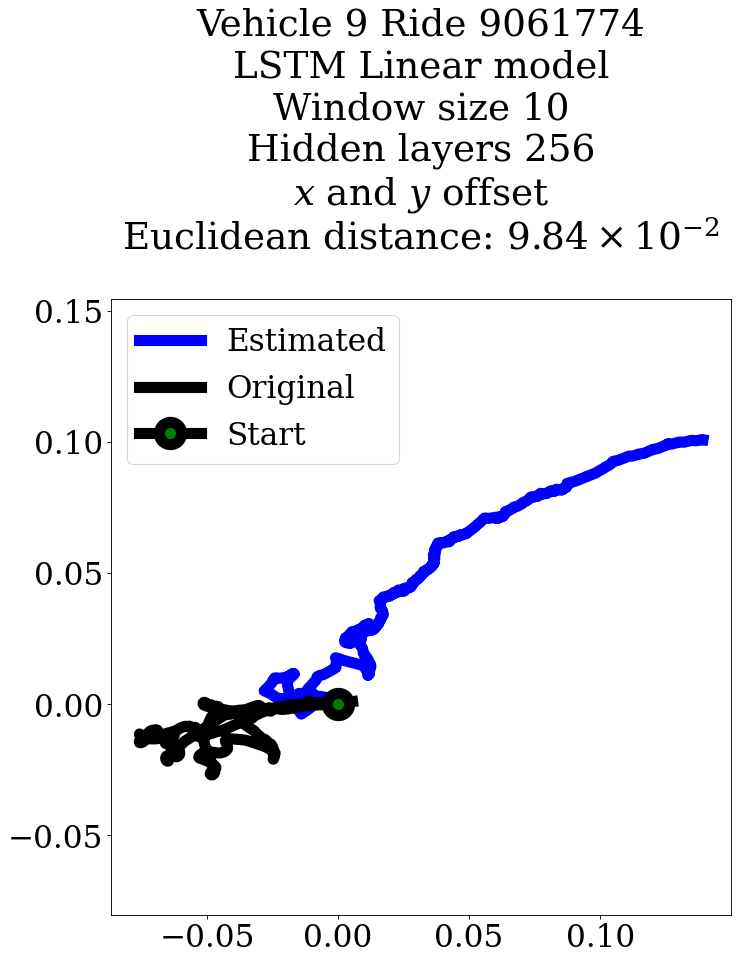 Vehicle 9 Ride 9061774
LSTM Linear model
Window size 10
Hidden layers 256
x and y offset
Euclidean distance: 9.84 × 10⁻²
0.15
0.10
0.05
0.00
−0.05
Estimated
Original
Start
−0.05 0.00 0.05 0.10